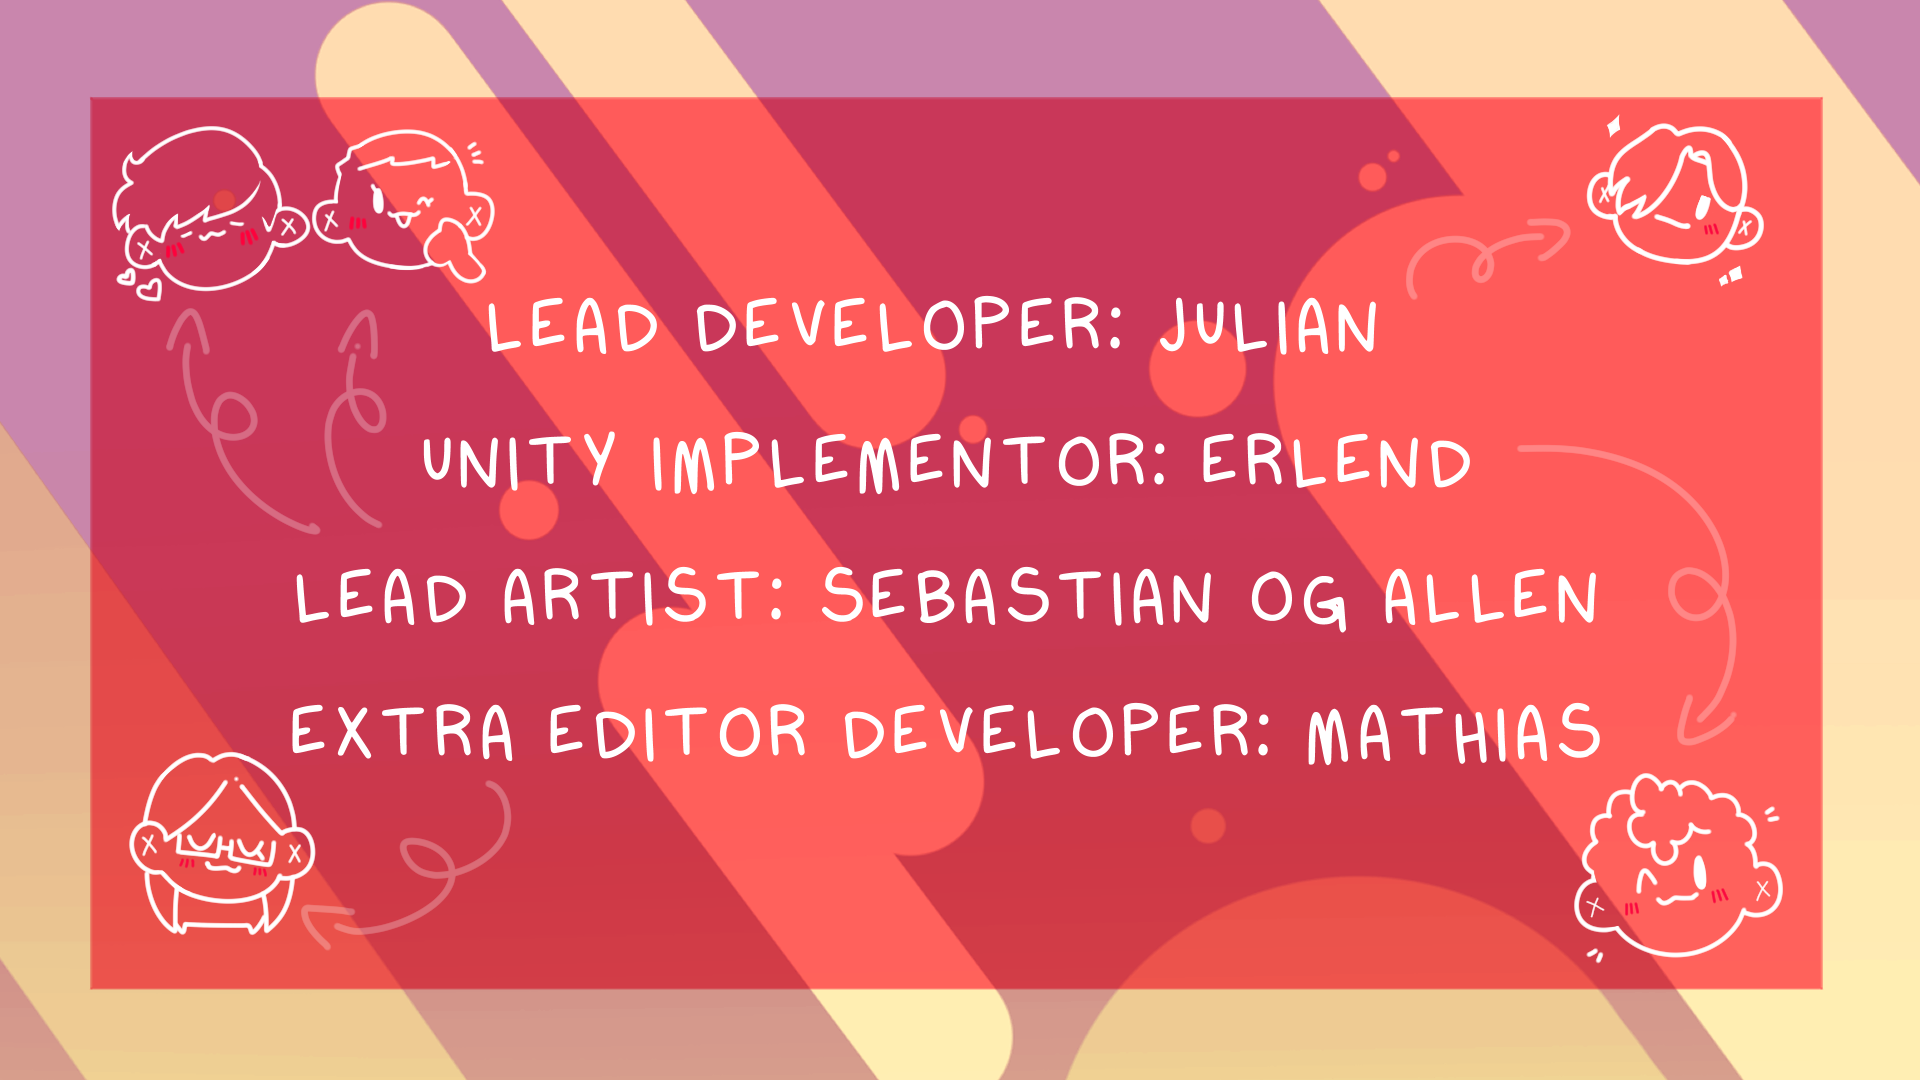 LEAD DEVELOPER: JULIAN
UNITY IMPLEMENTOR: ERLEND
LEAD ARTIST: SEBASTIAN OG ALLEN
EXTRA EDITOR DEVELOPER: MATHIAS